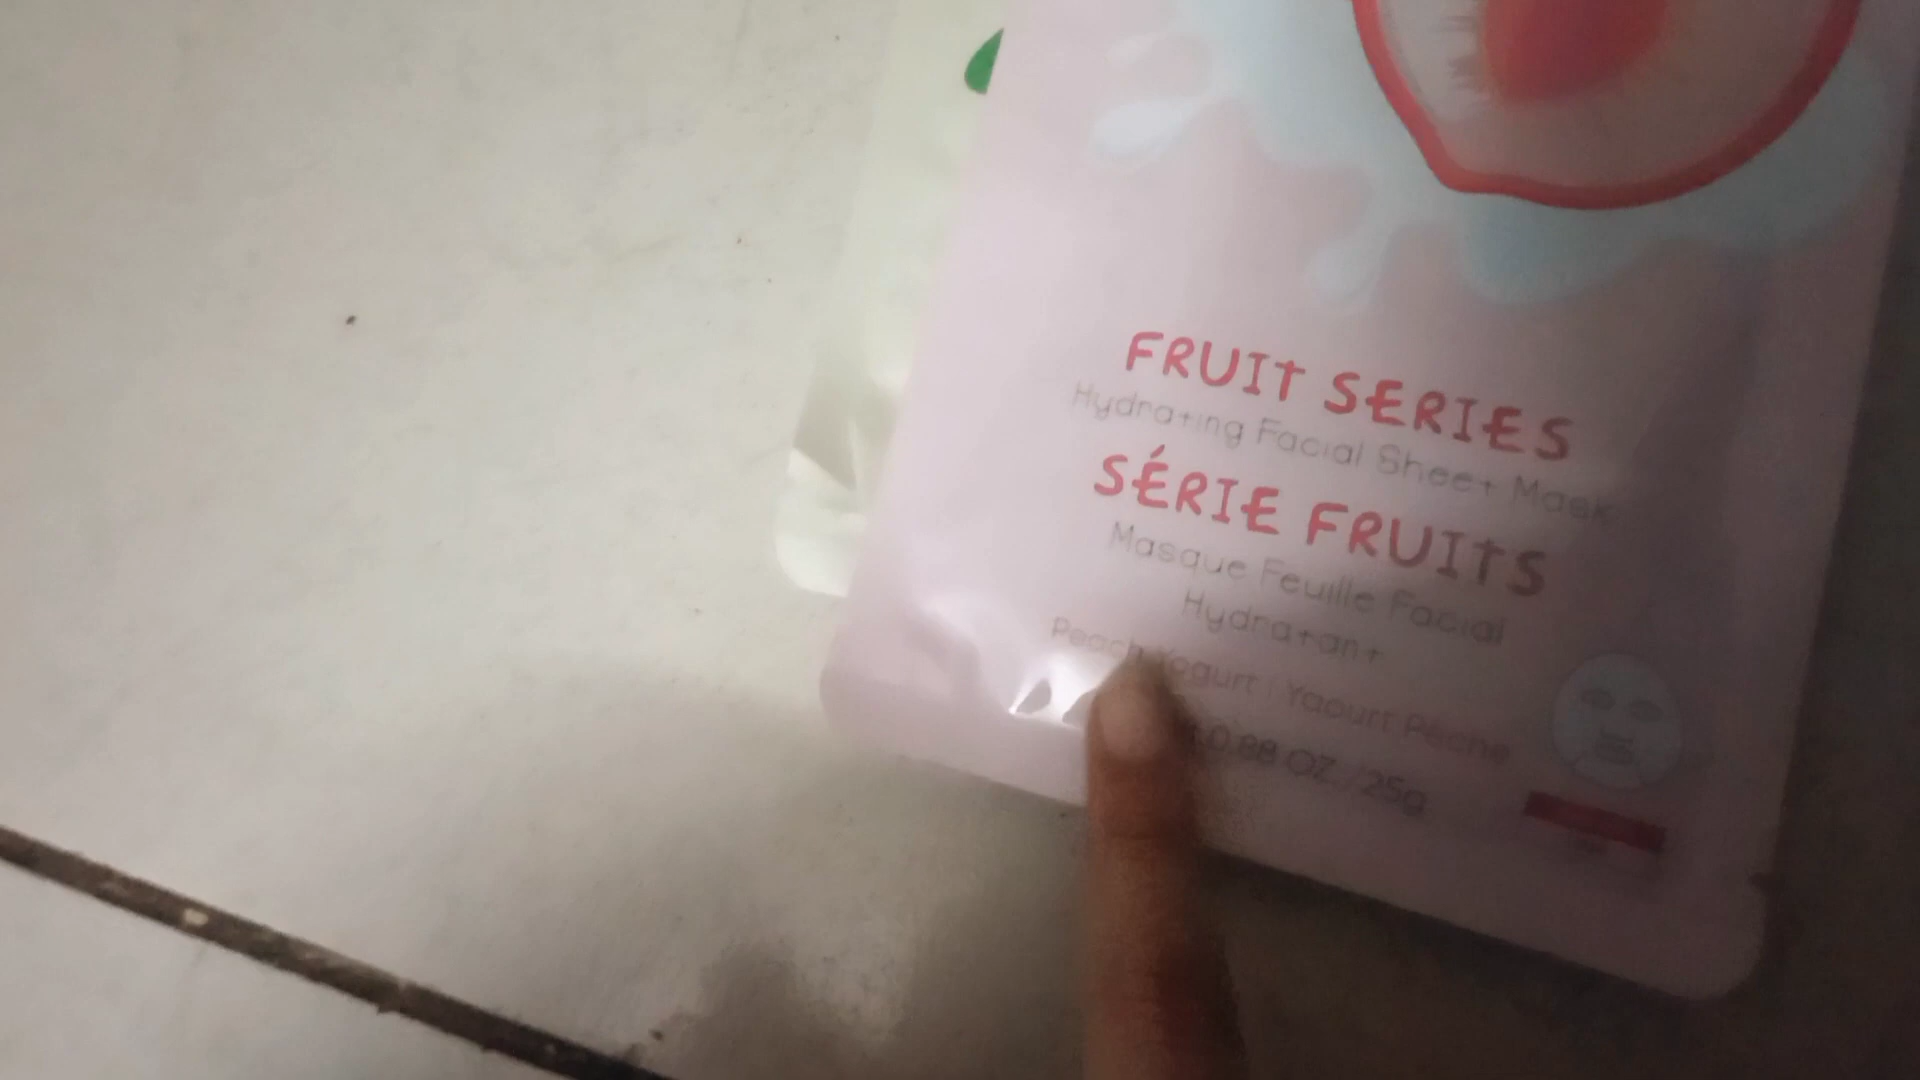 FRUIT SERIES
Hydrating Facial Sheet Mask
SÉRIE FRUITS
Masque Feuille Facial
Hydratant
Peach Yogurt | Yaourt Pêche
0.88 OZ./25g